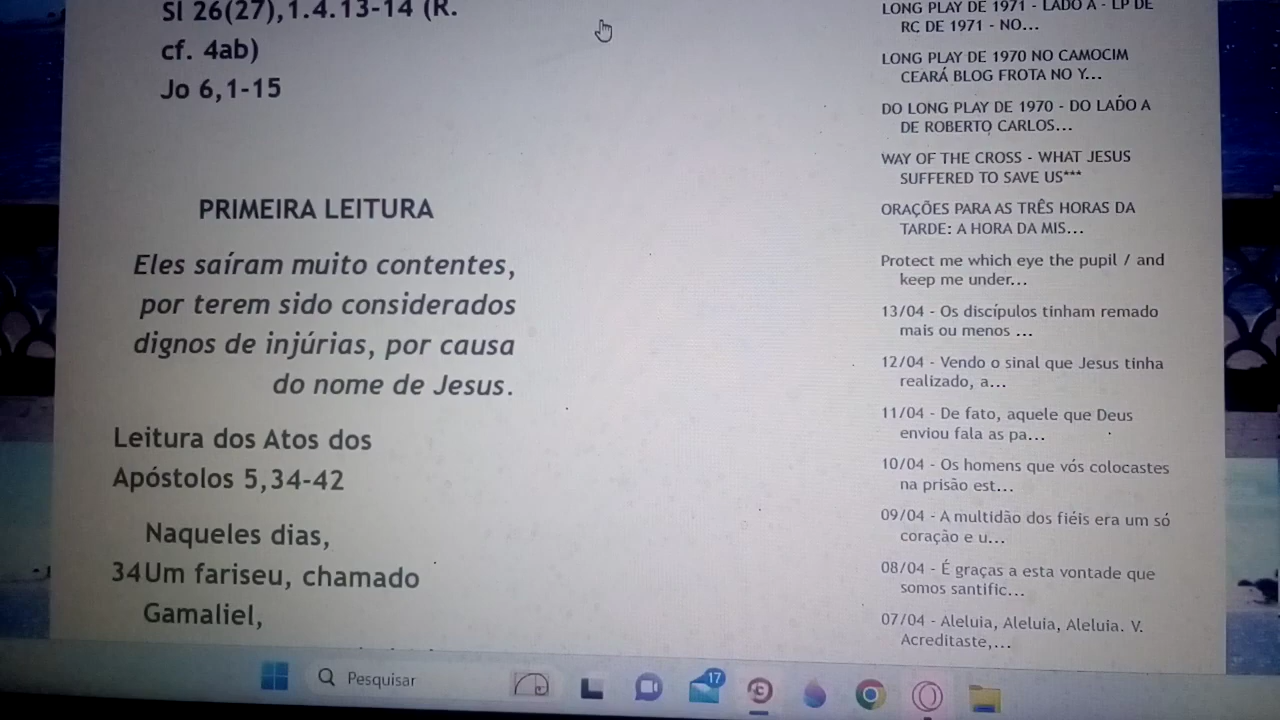 Sl 26(27),1.4.13-14 (R.
cf. 4ab)
Jo 6,1-15
PRIMEIRA LEITURA
Eles saíram muito contentes,
por terem sido considerados
dignos de injúrias, por causa
do nome de Jesus.
Leitura dos Atos dos
Apóstolos 5,34-42
Naqueles dias,
34Um fariseu, chamado
Gamaliel,
LONG PLAY DE 1971 - LADO A - LP DE
RC DE 1971 - NO...
LONG PLAY DE 1970 NO CAMOCIM
CEARÁ BLOG FROTA NO Y...
DO LONG PLAY DE 1970 - DO LADO A
DE ROBERTO CARLOS...
WAY OF THE CROSS - WHAT JESUS
SUFFERED TO SAVE US***
ORAÇÕES PARA AS TRÊS HORAS DA
TARDE: A HORA DA MIS...
Protect me which eye the pupil / and
keep me under...
13/04 - Os discípulos tinham remado
mais ou menos ...
12/04 - Vendo o sinal que Jesus tinha
realizado, a...
11/04 - De fato, aquele que Deus
enviou fala as pa...
10/04 - Os homens que vós colocastes
na prisão est...
09/04 - A multidão dos fiéis era um só
coração e u...
08/04 - É graças a esta vontade que
somos santific...
07/04 - Aleluia, Aleluia, Aleluia. V.
Acreditaste,...
Pesquisar
17